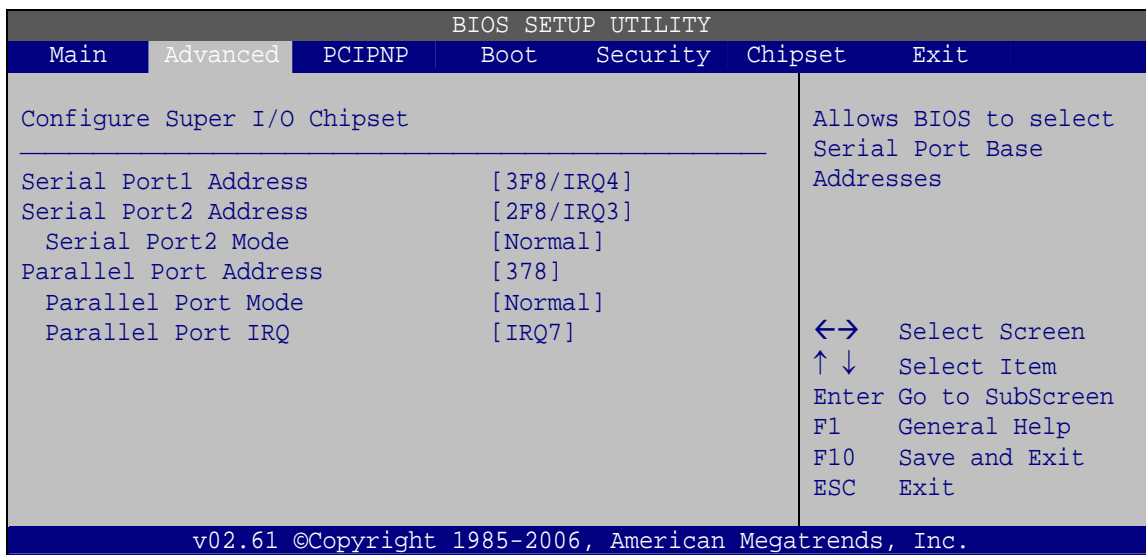 BIOS SETUP UTILITY
Main Advanced PCIPNP Boot Security Chipset Exit
Configure Super I/O Chipset
Serial Port1 Address [3F8/IRQ4]
Serial Port2 Address [2F8/IRQ3]
Serial Port2 Mode [Normal]
Parallel Port Address [378]
Parallel Port Mode [Normal]
Parallel Port IRQ [IRQ7]
Allows BIOS to select
Serial Port Base
Addresses
←→ Select Screen
↑ ↓ Select Item
Enter Go to SubScreen
F1 General Help
F10 Save and Exit
ESC Exit
v02.61 ©Copyright 1985-2006, American Megatrends, Inc.